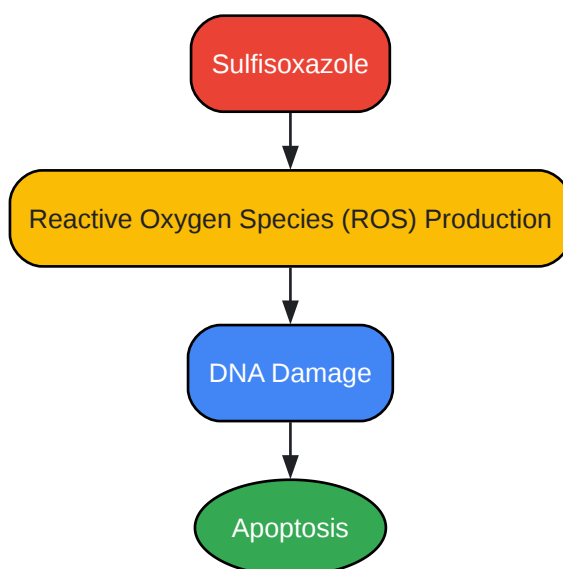 Sulfisoxazole
Reactive Oxygen Species (ROS) Production
DNA Damage
Apoptosis